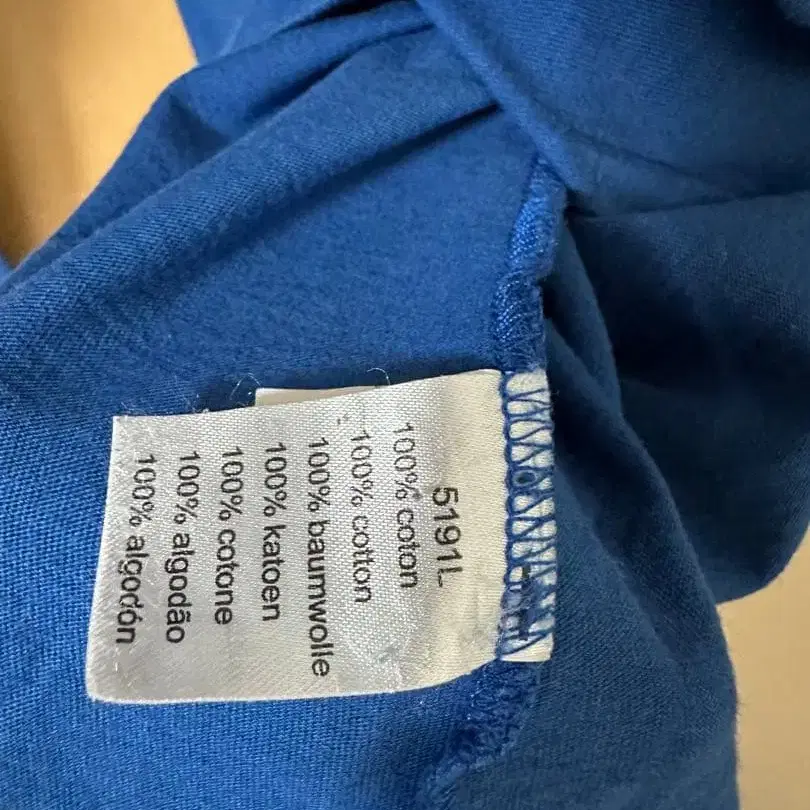 5191L
100% coton
100% cotton
100% baumwolle
100% katoen
100% cotone
100% algodão
100% algodón